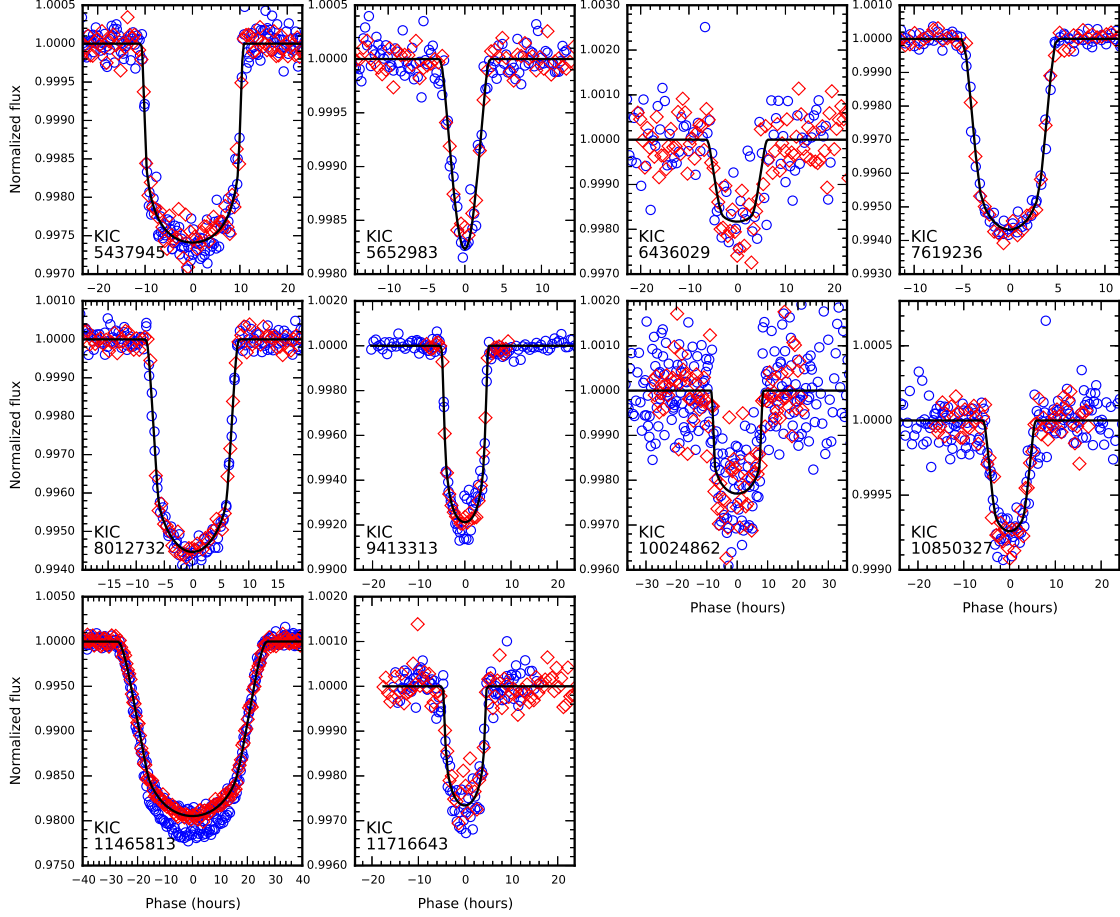 Normalized flux
1.0005
1.0000
0.9995
0.9990
0.9985
0.9980
0.9975
0.9970
KIC
5437945
−20 −10 0 10 20
1.0005
1.0000
0.9995
0.9990
0.9985
0.9980
KIC
5652983
−10 −5 0 5 10
1.0030
1.0020
1.0010
1.0000
0.9990
0.9980
0.9970
KIC
6436029
−20 −10 0 10 20
1.0010
1.0000
0.9990
0.9980
0.9970
0.9960
0.9950
0.9940
0.9930
KIC
7619236
−10 −5 0 5 10
Normalized flux
1.0010
1.0000
0.9990
0.9980
0.9970
0.9960
0.9950
0.9940
KIC
8012732
−15 −10 −5 0 5 10 15
1.0020
1.0000
0.9980
0.9960
0.9940
0.9920
0.9900
KIC
9413313
−20 −10 0 10 20
1.0020
1.0010
1.0000
0.9990
0.9980
0.9970
0.9960
KIC
10024862
−30 −20 −10 0 10 20 30
Phase (hours)
1.0005
1.0000
0.9995
0.9990
KIC
10850327
−20 −10 0 10 20
Phase (hours)
Normalized flux
1.0050
1.0000
0.9950
0.9900
0.9850
0.9800
0.9750
KIC
11465813
−40 −30 −20 −10 0 10 20 30 40
Phase (hours)
1.0020
1.0010
1.0000
0.9990
0.9980
0.9970
0.9960
KIC
11716643
−20 −10 0 10 20
Phase (hours)